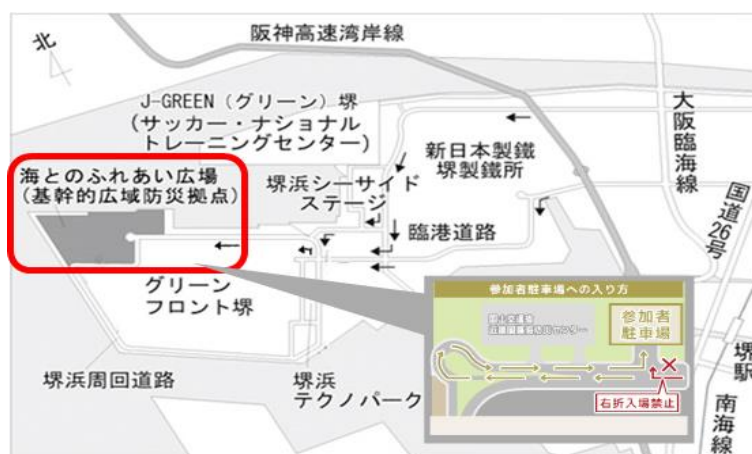 北
阪神高速湾岸線
J-GREEN（グリーン）堺
（サッカー・ナショナル
トレーニングセンター）
大阪臨海線
新日本製鐵
堺製鐵所
海とのふれあい広場
（基幹的広域防災拠点）
堺浜シーサイド
ステージ
国道26号
臨港道路
グリーン
フロント堺
参加者駐車場への入り方
国土交通省
参加者
駐車場
右折入場禁止
堺浜周回道路
堺浜
テクノパーク
堺駅
南海線